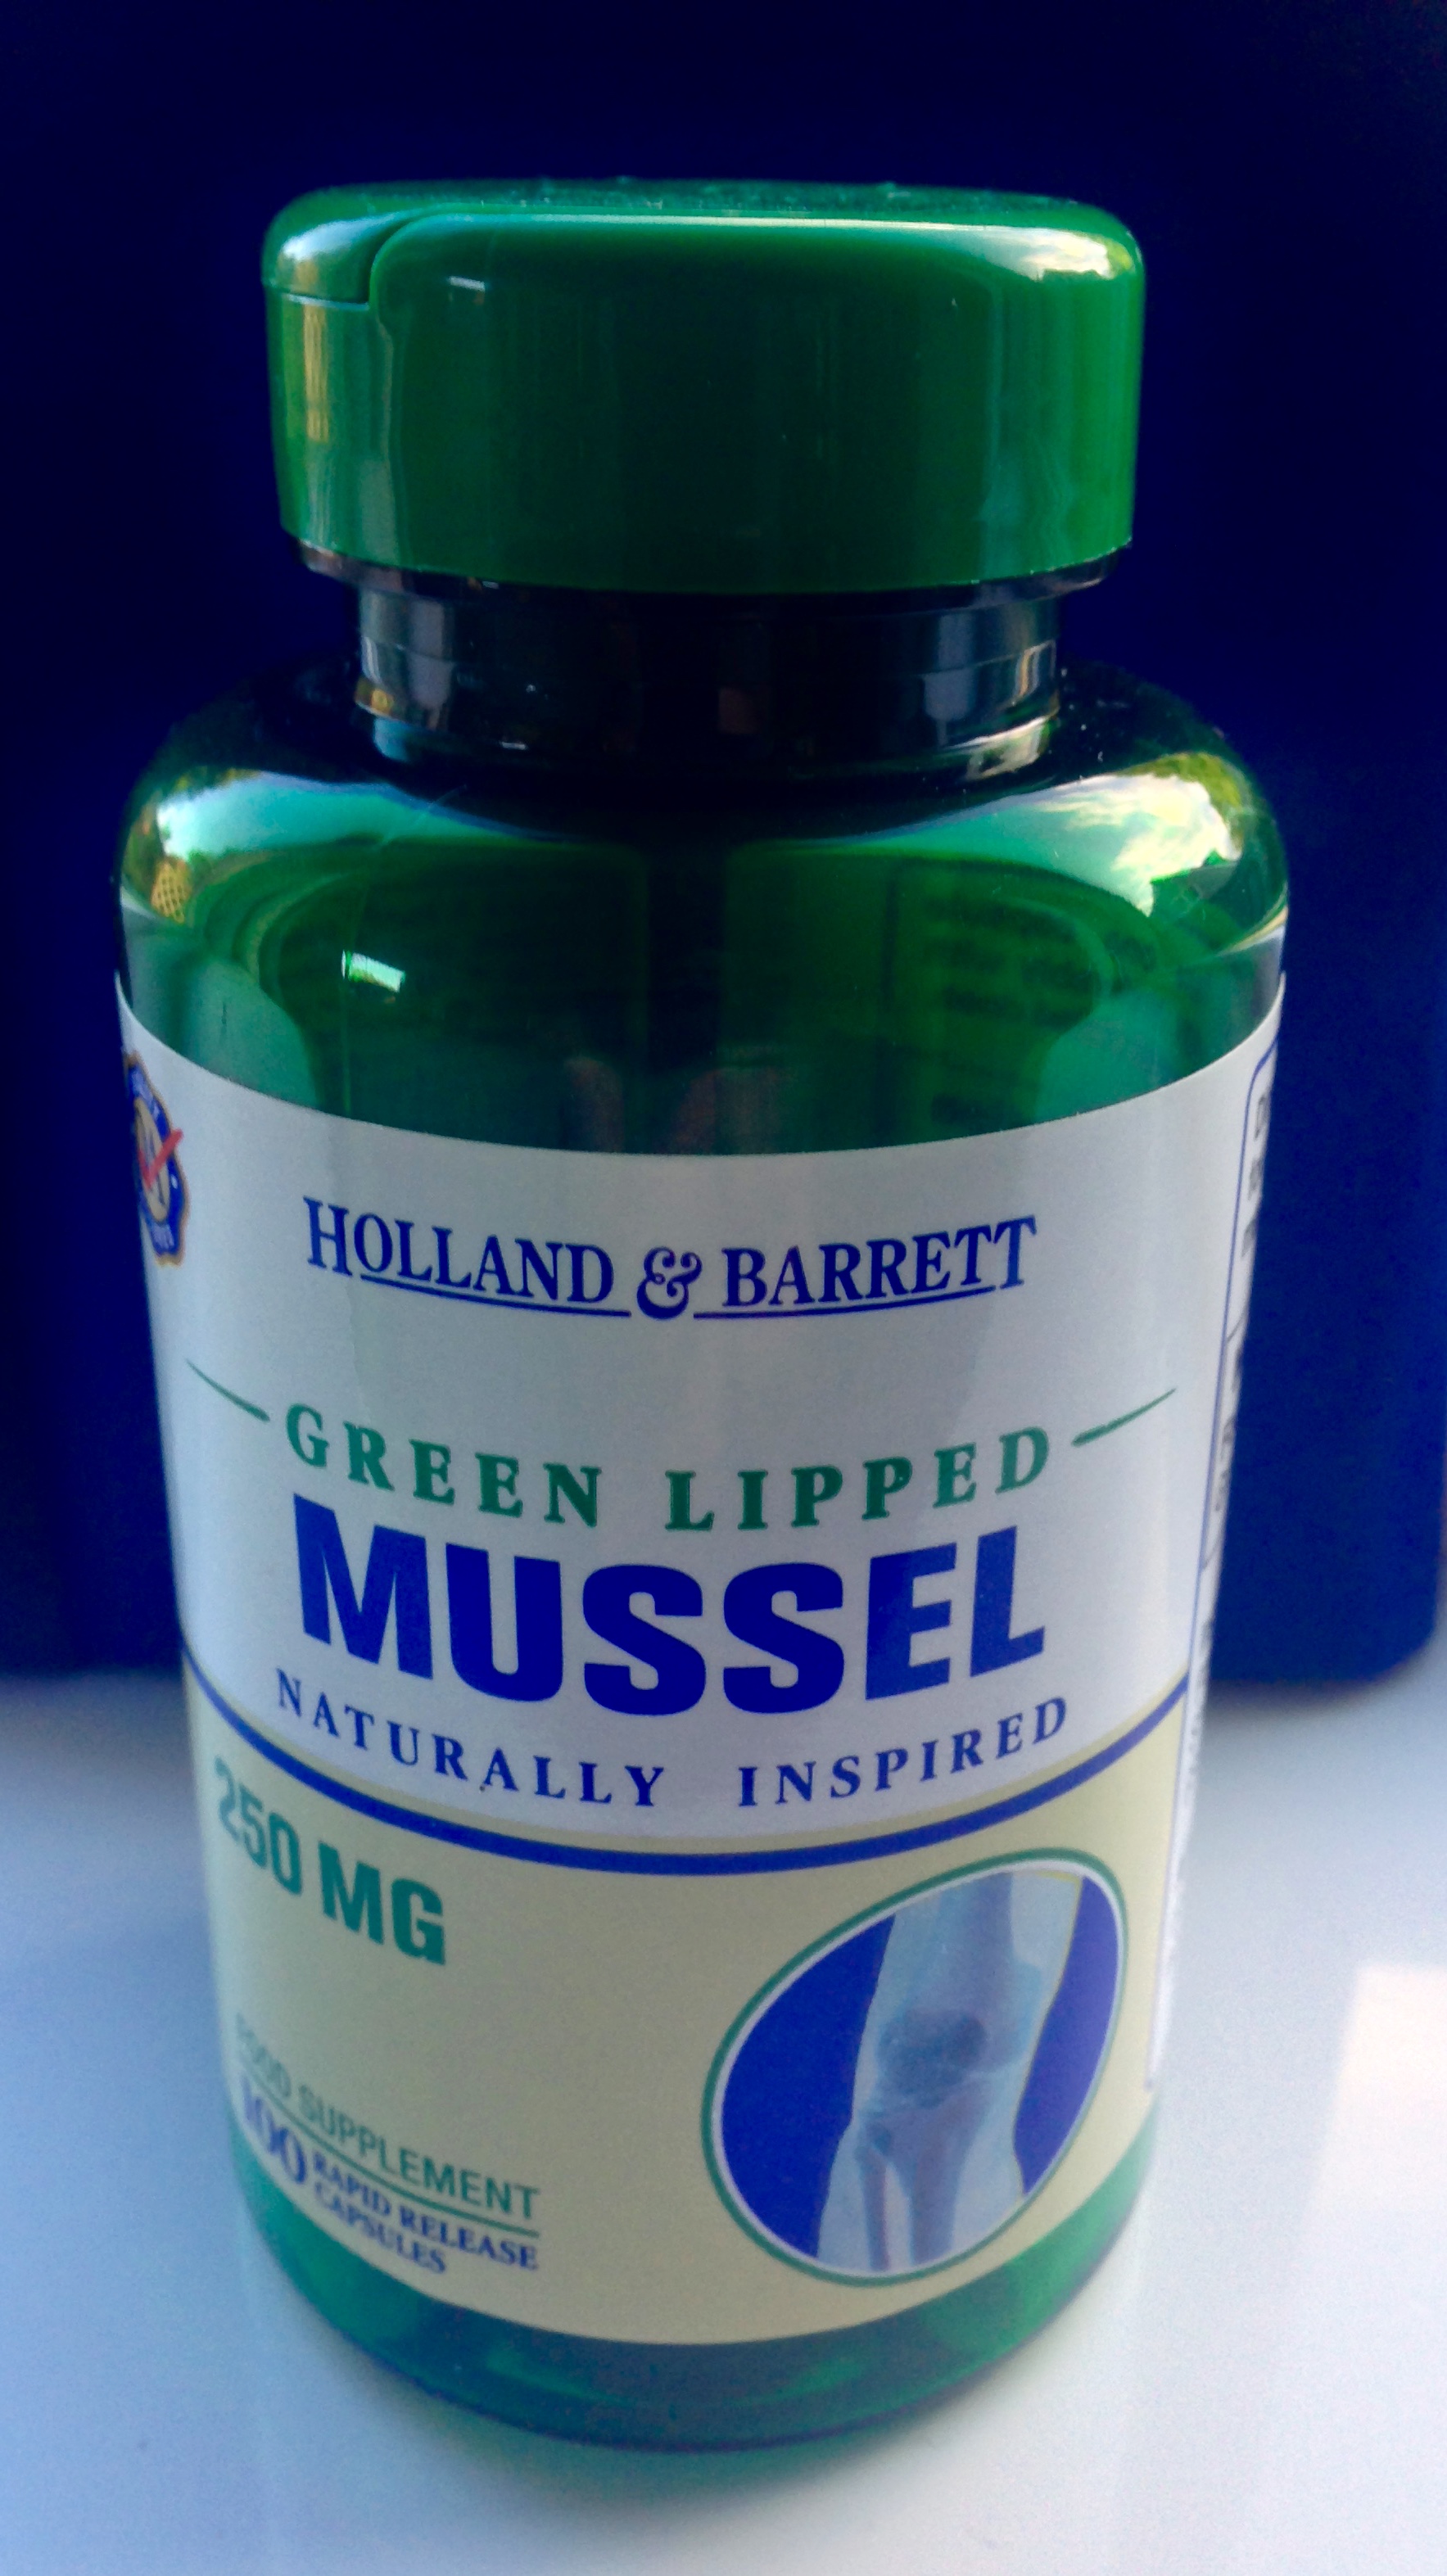 HOLLAND & BARRETT
GREEN LIPPED
MUSSEL
NATURALLY INSPIRED
250 MG
FOOD SUPPLEMENT
100 RAPID RELEASE
CAPSULES